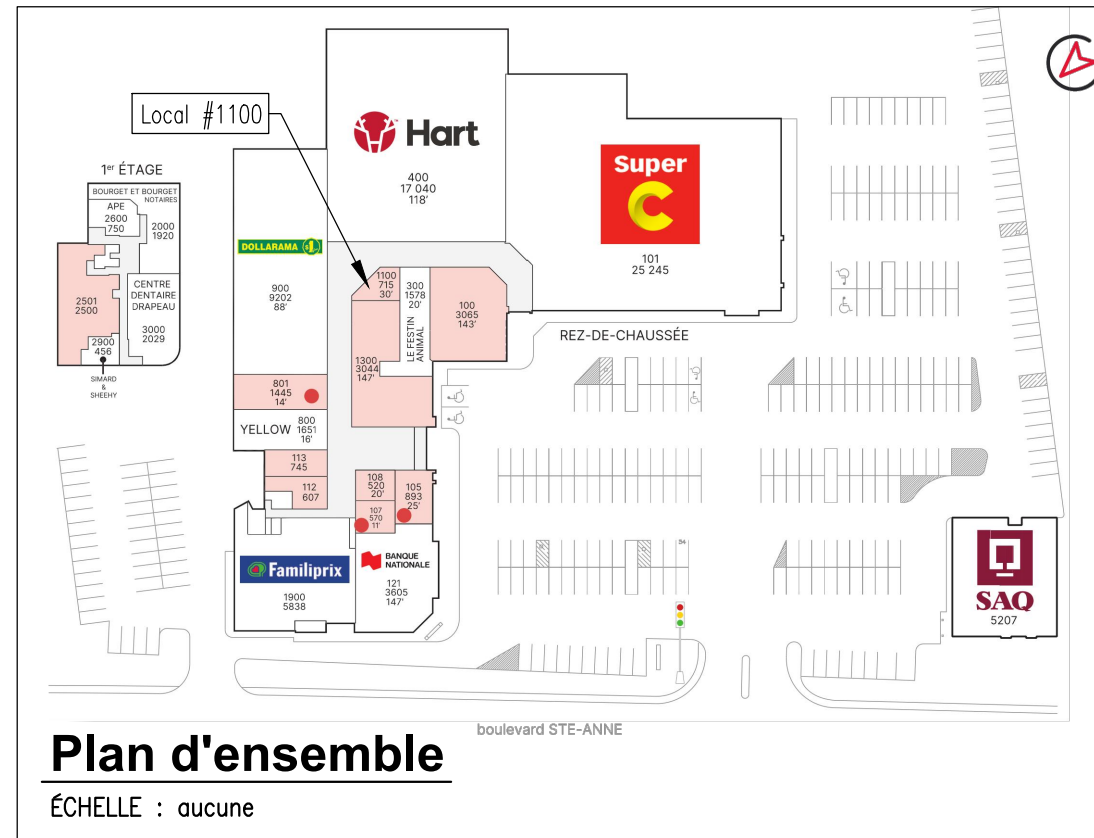 Local #1100
Hart
400
17 040
118'
Super
C
101
25 245
1er ÉTAGE
BOURGET ET BOURGET
NOTAIRES
APE
2600
750
2000
1920
2501
2500
CENTRE
DENTAIRE
DRAPEAU
3000
2029
2900
456
SIMARD
&
SHEEHY
DOLLARAMA
900
9202
88'
1100
715
30'
300
1578
20'
LE FESTIN
ANIMAL
100
3065
143'
REZ-DE-CHAUSSÉE
1300
3044
147'
801
1445
14'
YELLOW
800
1651
16'
113
745
112
607
108
520
20'
105
893
25'
107
570
11'
Familiprix
1900
5838
BANQUE
NATIONALE
121
3605
147'
SAQ
5207
boulevard STE-ANNE
Plan d'ensemble
ÉCHELLE : aucune